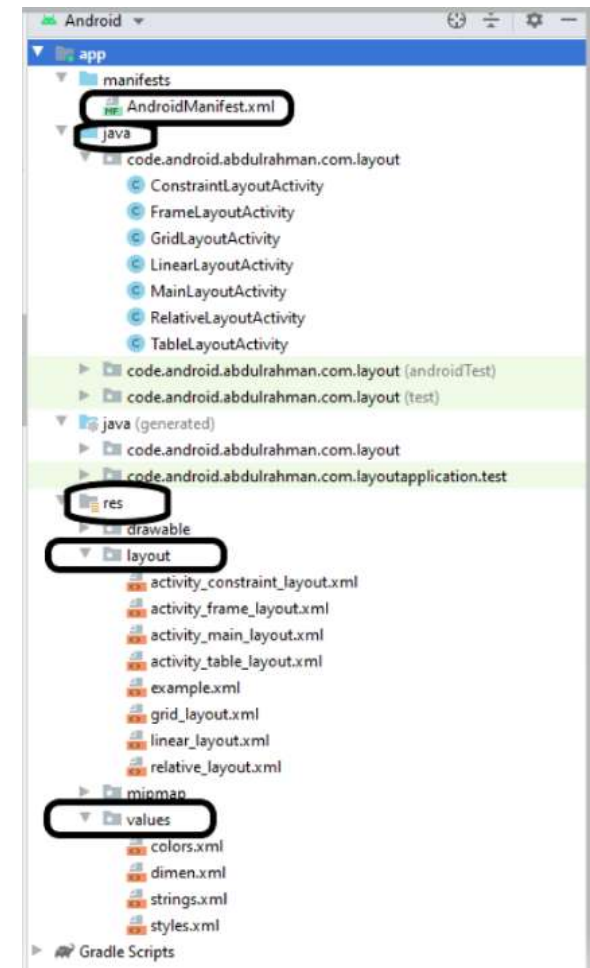 Android
app
manifests
AndroidManifest.xml
java
code.android.abdulrahman.com.layout
ConstraintLayoutActivity
FrameLayoutActivity
GridLayoutActivity
LinearLayoutActivity
MainLayoutActivity
RelativeLayoutActivity
TableLayoutActivity
code.android.abdulrahman.com.layout (androidTest)
code.android.abdulrahman.com.layout (test)
java (generated)
code.android.abdulrahman.com.layout
code.android.abdulrahman.com.layoutapplication.test
res
drawable
layout
activity_constraint_layout.xml
activity_frame_layout.xml
activity_main_layout.xml
activity_table_layout.xml
example.xml
grid_layout.xml
linear_layout.xml
relative_layout.xml
mipmap
values
colors.xml
dimen.xml
strings.xml
styles.xml
Gradle Scripts